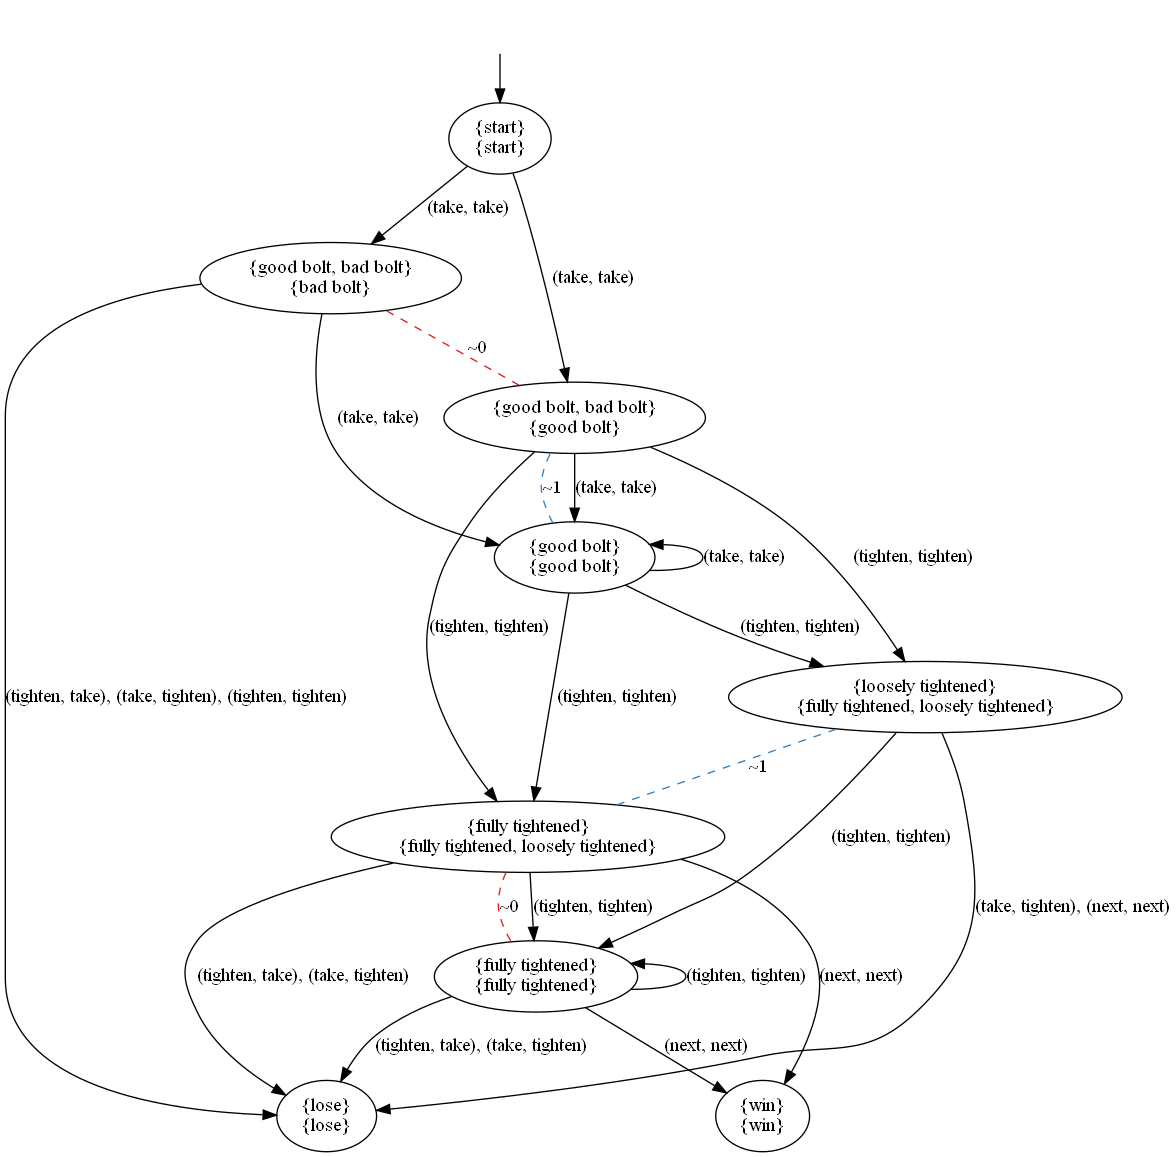 {start}
{start}
(take, take)
{good bolt, bad bolt}
{bad bolt}
(take, take)
~0
{good bolt, bad bolt}
{good bolt}
(take, take)
~1
(take, take)
{good bolt}
{good bolt}
(take, take)
(tighten, tighten)
(tighten, tighten)
(tighten, tighten)
(tighten, tighten)
{loosely tightened}
{fully tightened, loosely tightened}
(tighten, take), (take, tighten), (tighten, tighten)
~1
{fully tightened}
{fully tightened, loosely tightened}
(tighten, tighten)
~0
(tighten, tighten)
(take, tighten), (next, next)
{fully tightened}
{fully tightened}
(tighten, take), (take, tighten)
(tighten, tighten)
(next, next)
(tighten, take), (take, tighten)
(next, next)
{lose}
{lose}
{win}
{win}